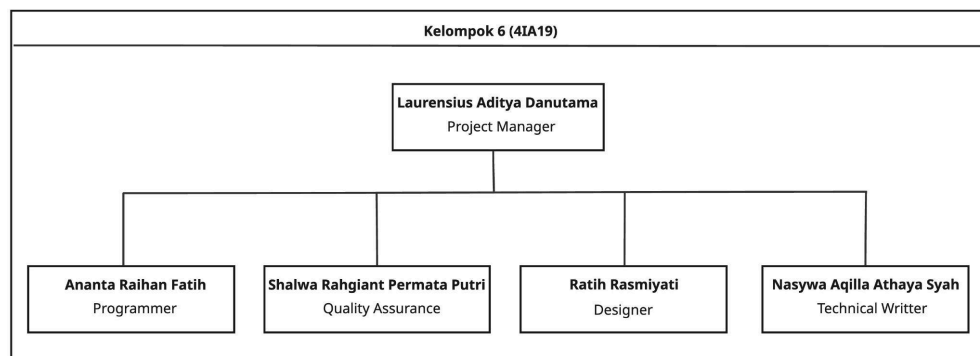 Kelompok 6 (4IA19)
Laurensius Aditya Danutama
Project Manager
Ananta Raihan Fatih
Programmer
Shalwa Rahgiant Permata Putri
Quality Assurance
Ratih Rasmiyati
Designer
Nasywa Aqilla Athaya Syah
Technical Writter